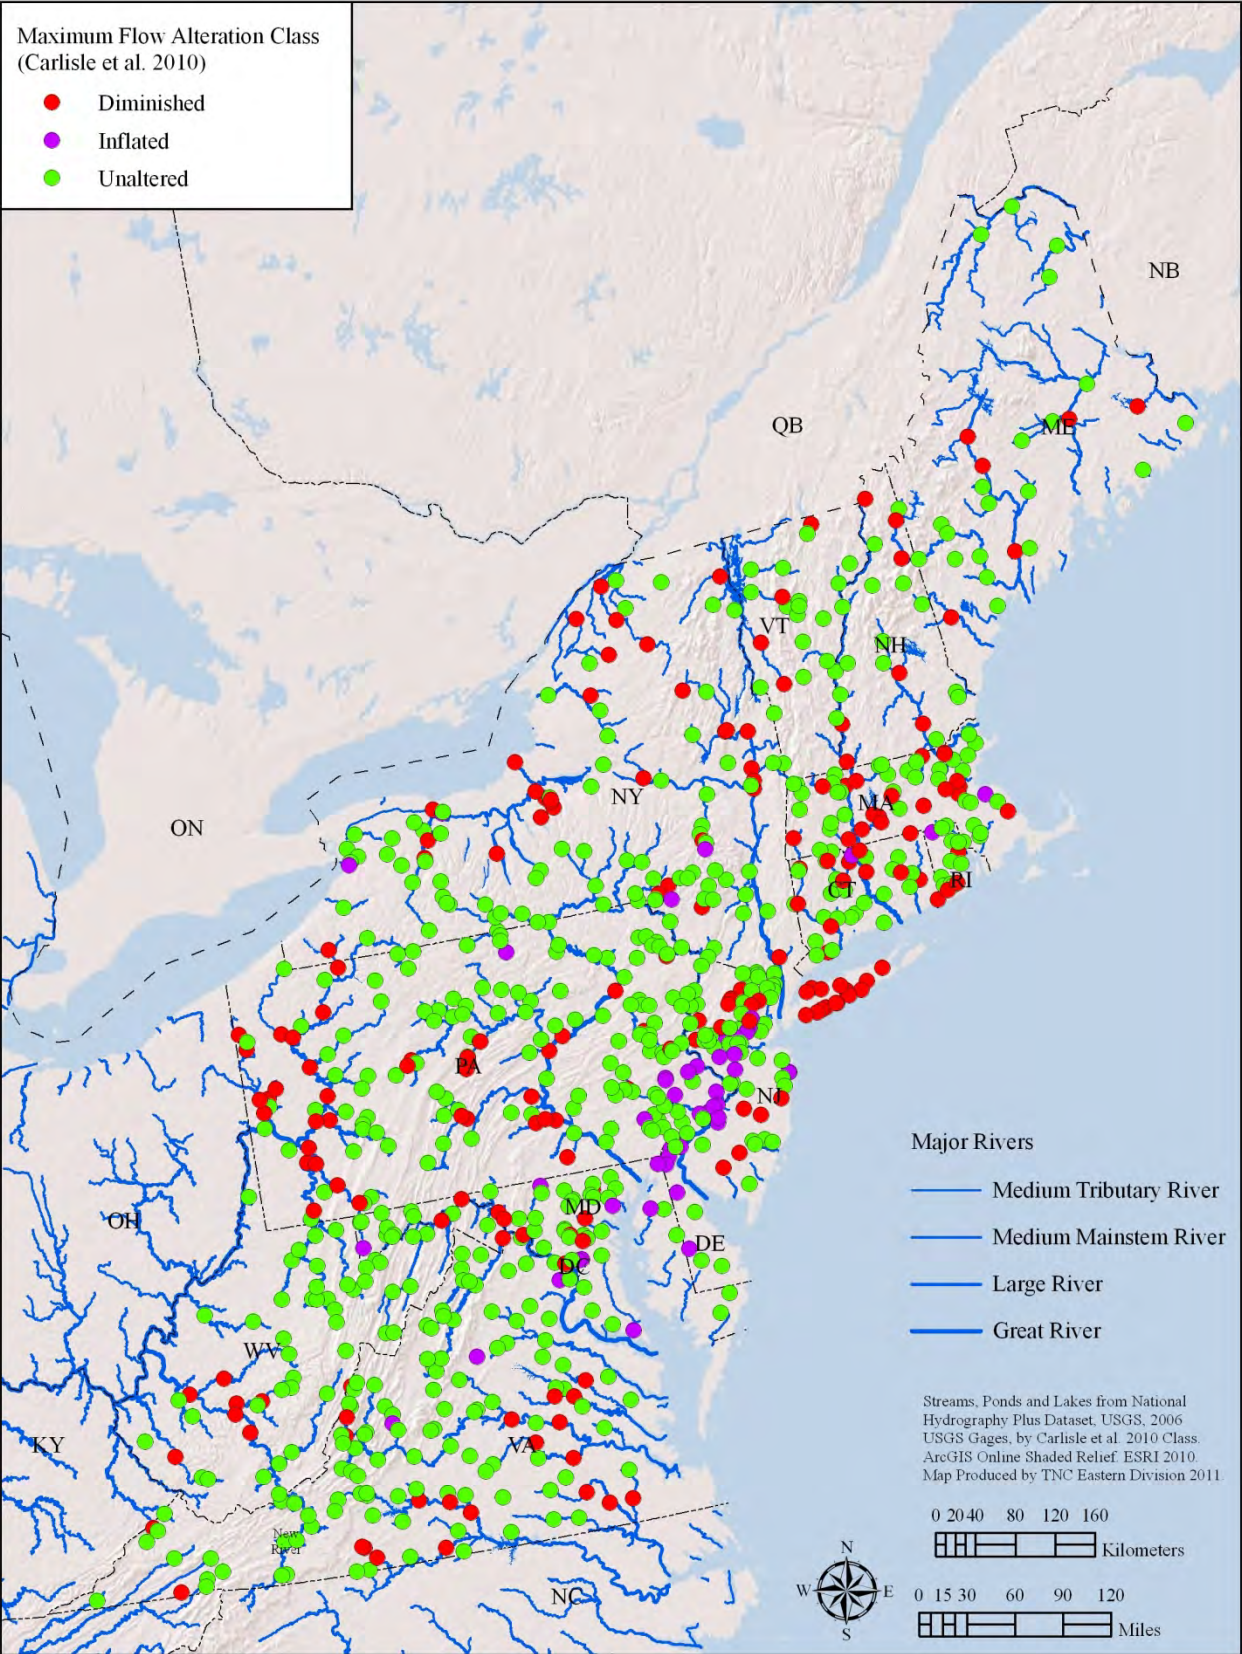 Maximum Flow Alteration Class
(Carlisle et al. 2010)
Diminished
Inflated
Unaltered
NB
QB
ME
VT
NH
ON
NY
MA
CT
RI
PA
NJ
OH
MD
DE
DC
WV
KY
VA
New
River
NC
Major Rivers
Medium Tributary River
Medium Mainstem River
Large River
Great River
Streams, Ponds and Lakes from National
Hydrography Plus Dataset, USGS, 2006
USGS Gages, by Carlisle et al. 2010 Class.
ArcGIS Online Shaded Relief. ESRI 2010.
Map Produced by TNC Eastern Division 2011.
0 20 40 80 120 160
Kilometers
N
W E
S
0 15 30 60 90 120
Miles